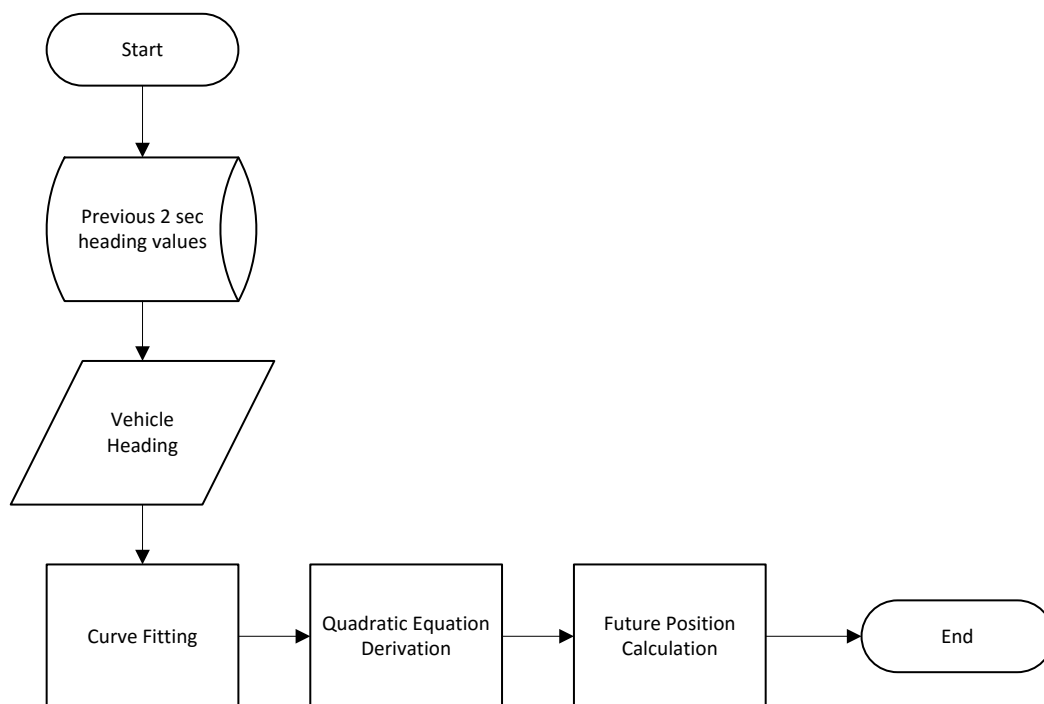 Start
Previous 2 sec
heading values
Vehicle
Heading
Curve Fitting
Quadratic Equation
Derivation
Future Position
Calculation
End